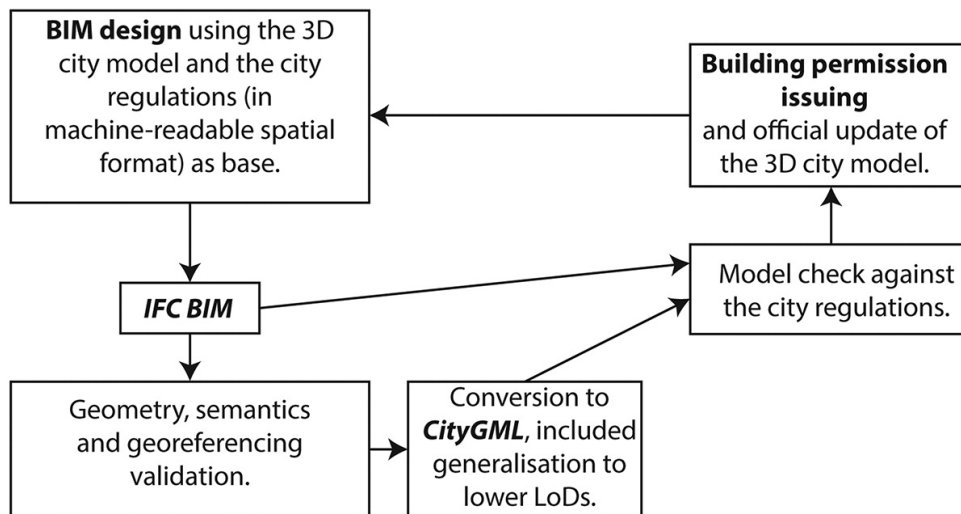 BIM design using the 3D
city model and the city
regulations (in
machine-readable spatial
format) as base.
Building permission
issuing
and official update of
the 3D city model.
IFC BIM
Model check against
the city regulations.
Geometry, semantics
and georeferencing
validation.
Conversion to
CityGML, included
generalisation to
lower LoDs.